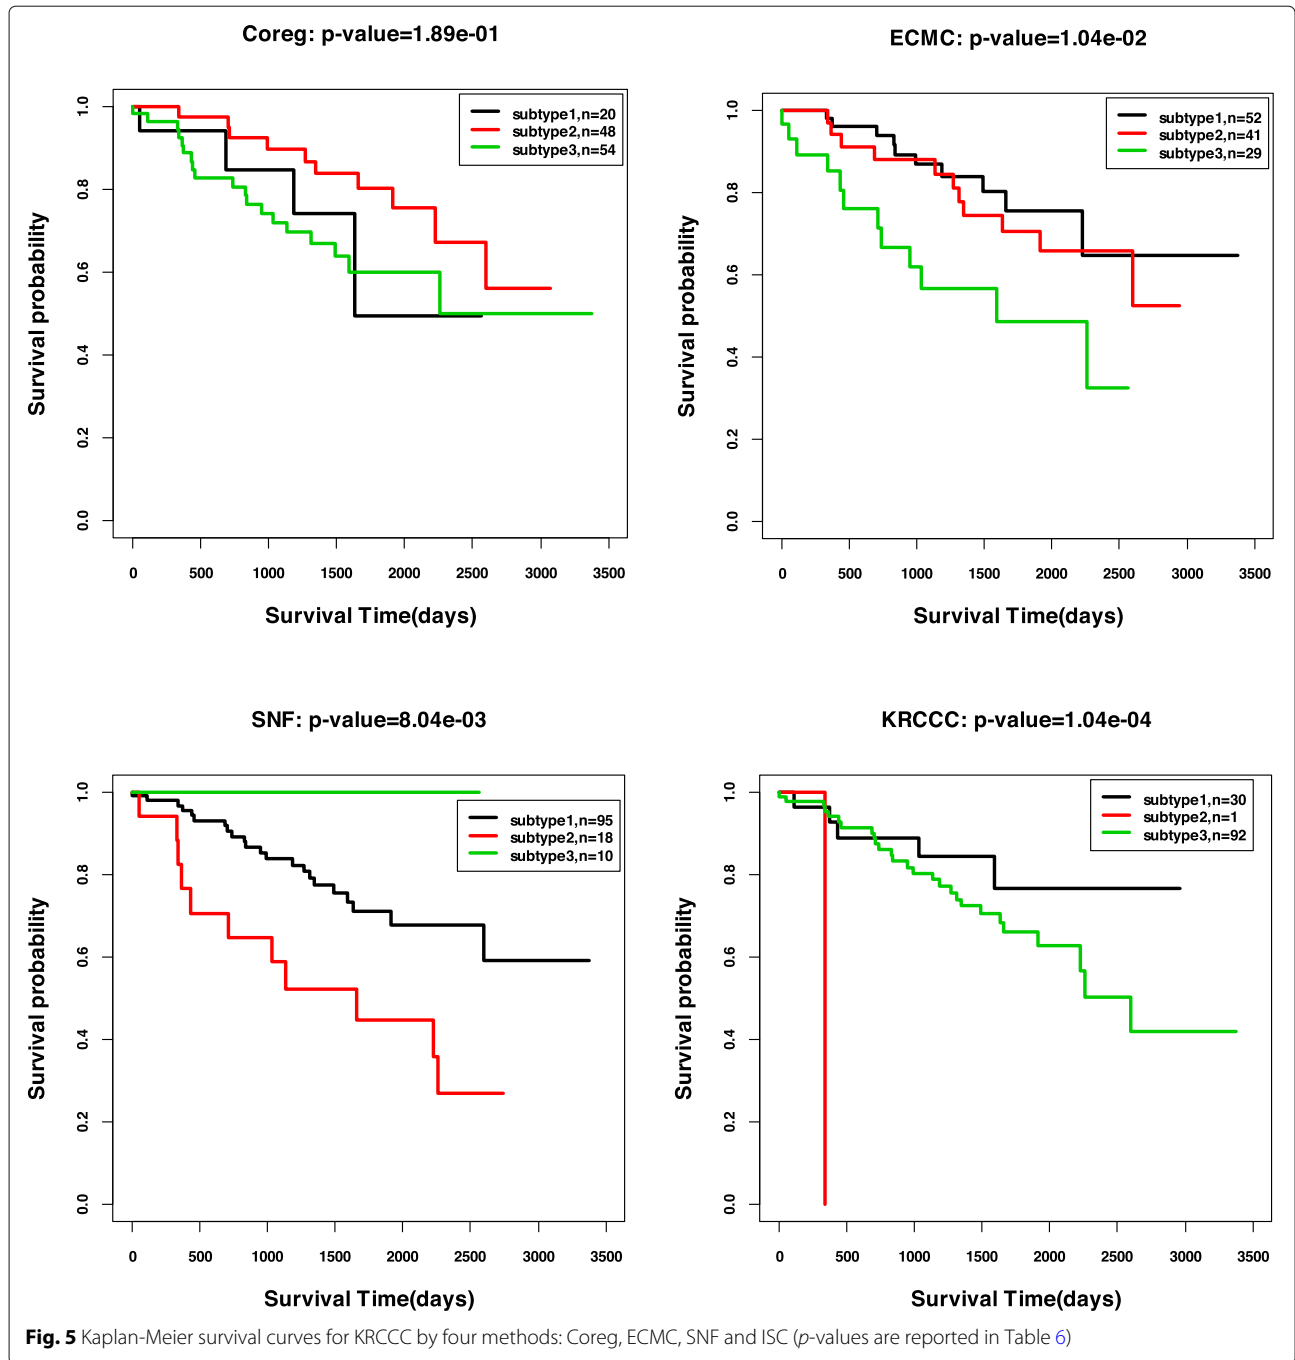 Coreg: p-value=1.89e-01
Survival probability
1.0
0.8
0.6
0.4
0.2
0.0
subtype1,n=20
subtype2,n=48
subtype3,n=54
0 500 1000 1500 2000 2500 3000 3500
Survival Time(days)
ECMC: p-value=1.04e-02
Survival probability
1.0
0.8
0.6
0.4
0.2
0.0
subtype1,n=52
subtype2,n=41
subtype3,n=29
0 500 1000 1500 2000 2500 3000 3500
Survival Time(days)
SNF: p-value=8.04e-03
Survival probability
1.0
0.8
0.6
0.4
0.2
0.0
subtype1,n=95
subtype2,n=18
subtype3,n=10
0 500 1000 1500 2000 2500 3000 3500
Survival Time(days)
KRCCC: p-value=1.04e-04
Survival probability
1.0
0.8
0.6
0.4
0.2
0.0
subtype1,n=30
subtype2,n=1
subtype3,n=92
0 500 1000 1500 2000 2500 3000 3500
Survival Time(days)
Fig. 5 Kaplan-Meier survival curves for KRCCC by four methods: Coreg, ECMC, SNF and ISC (p-values are reported in Table 6)